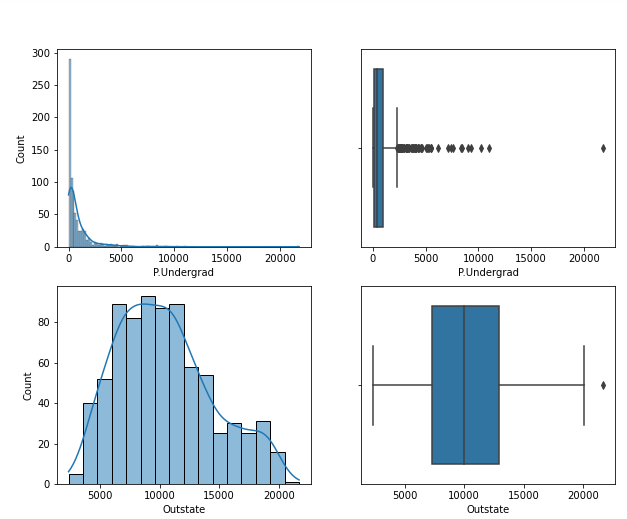 300
250
200
150
100
50
0
Count
0 5000 10000 15000 20000
P.Undergrad
0 5000 10000 15000 20000
P.Undergrad
80
60
40
20
0
Count
5000 10000 15000 20000
Outstate
5000 10000 15000 20000
Outstate